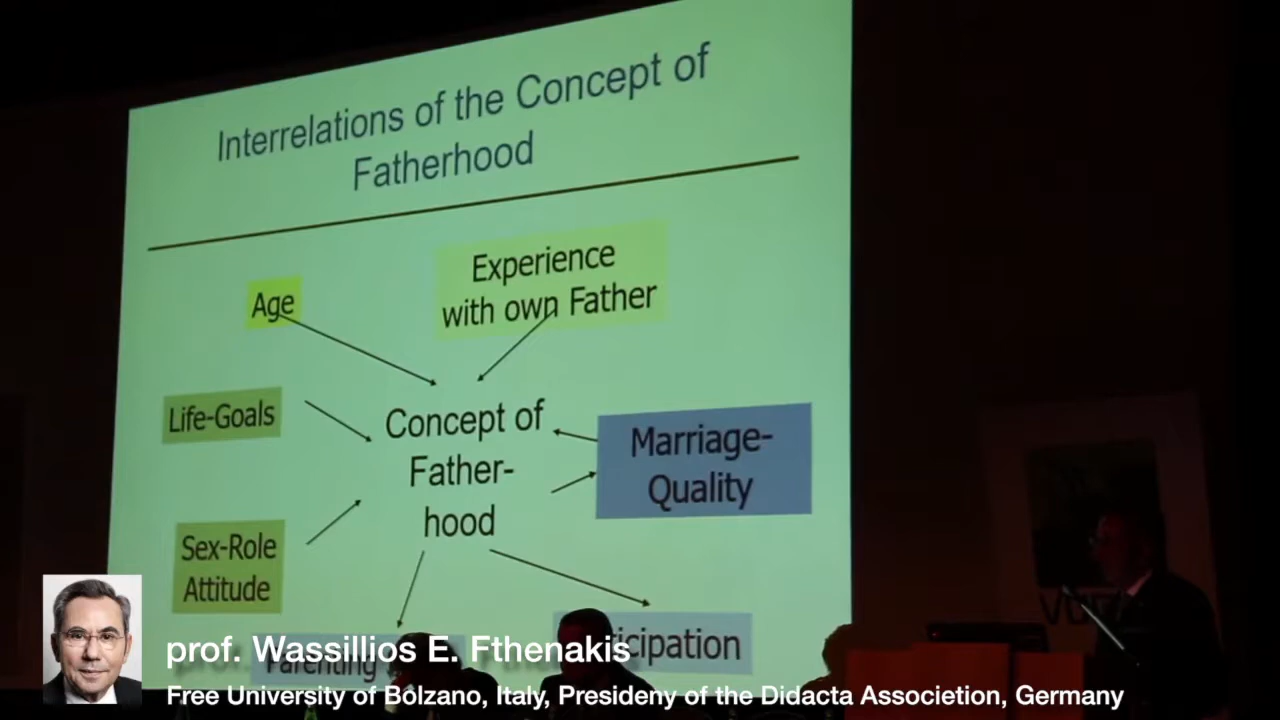 Interrelations of the Concept of
Fatherhood
Age
Experience
with own Father
Life-Goals
Concept of
Father-
hood
Marriage-
Quality
Sex-Role
Attitude
Parenting
prof. Wassillios E. Fthenakis
Free University of Bolzano, Italy, Presideny of the Didacta Associetion, Germany